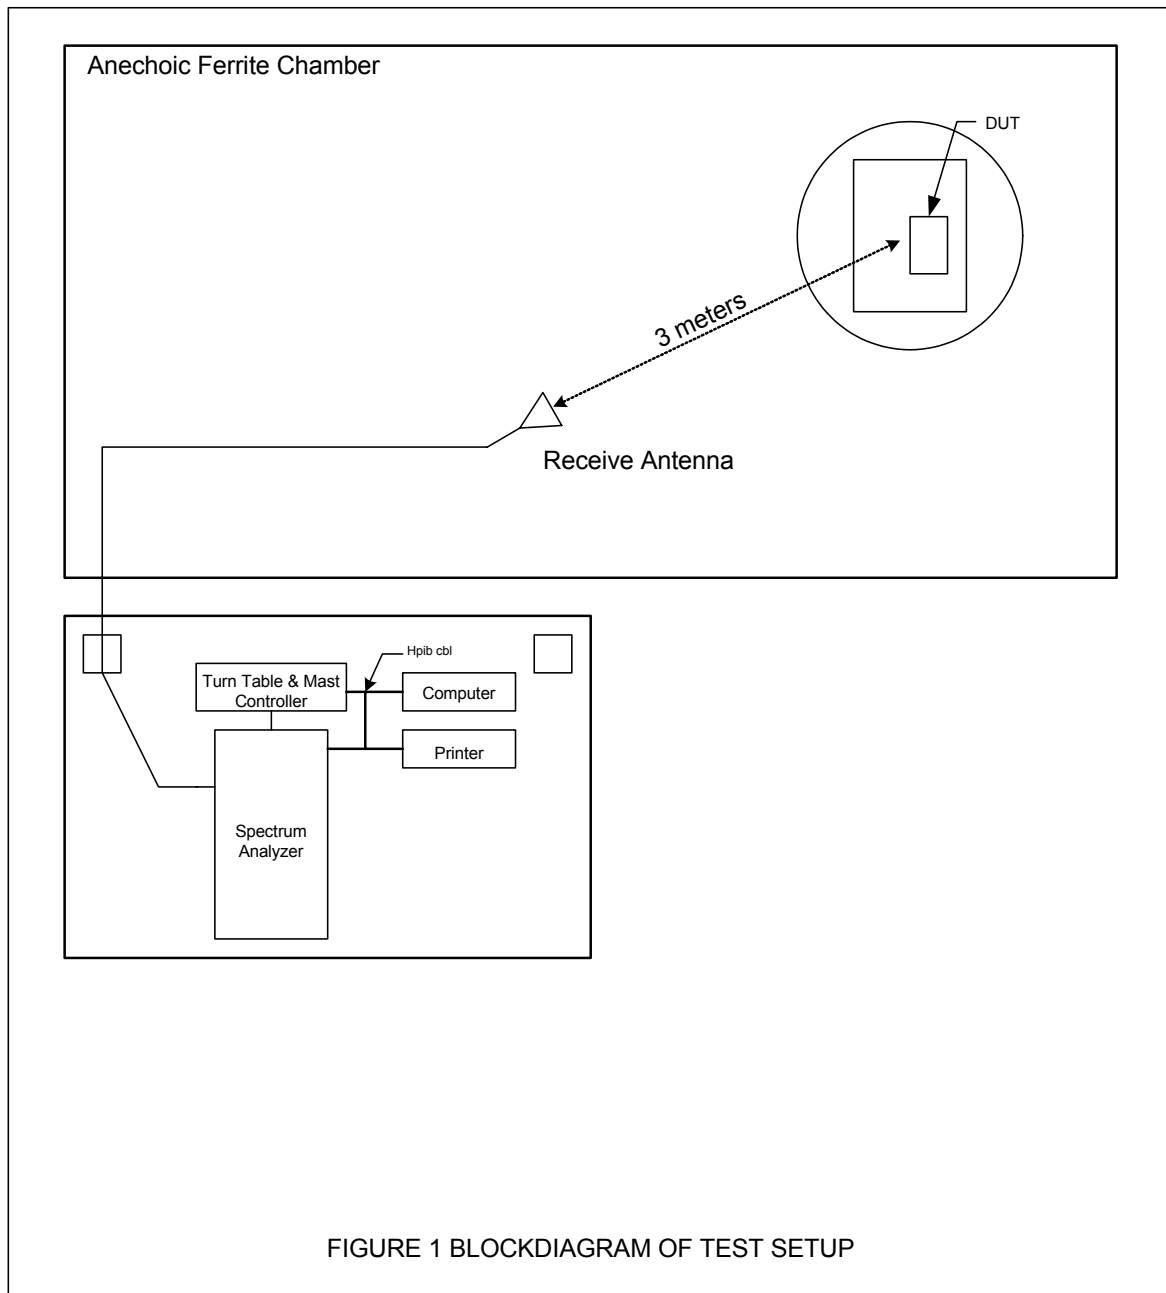 Anechoic Ferrite Chamber
DUT
3 meters
Receive Antenna
Hpib cbl
Turn Table & Mast
Controller
Computer
Printer
Spectrum
Analyzer
FIGURE 1 BLOCKDIAGRAM OF TEST SETUP